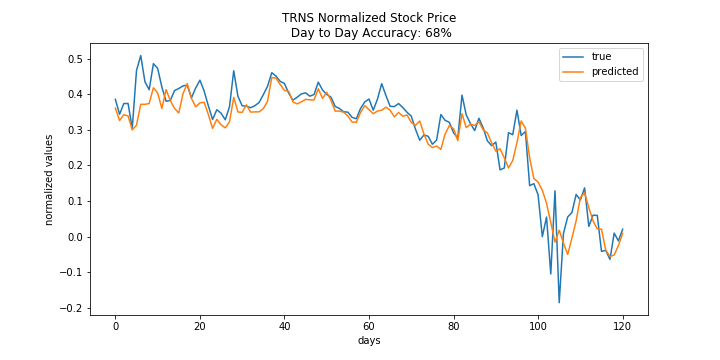 TRNS Normalized Stock Price
Day to Day Accuracy: 68%
true
predicted
normalized values
0.5
0.4
0.3
0.2
0.1
0.0
−0.1
−0.2
0
20
40
60
80
100
120
days